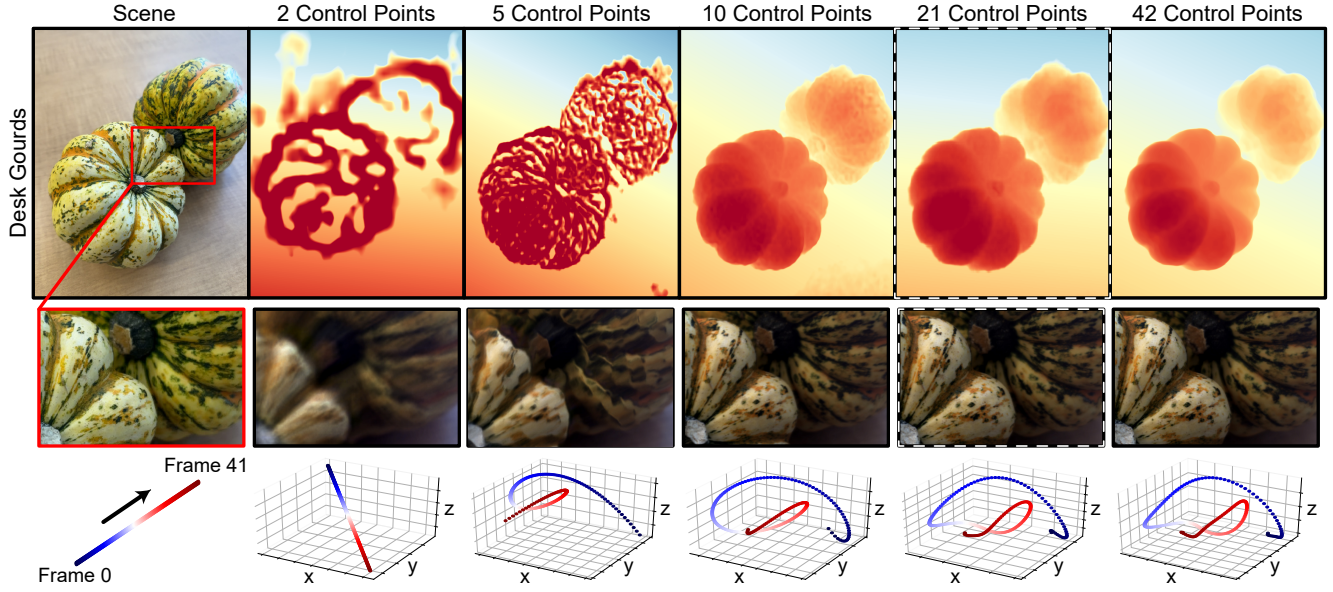 Scene
2 Control Points
5 Control Points
10 Control Points
21 Control Points
42 Control Points
Desk Gourds
Frame 41
Frame 0
x
y
z
x
y
z
x
y
z
x
y
z
x
y
z